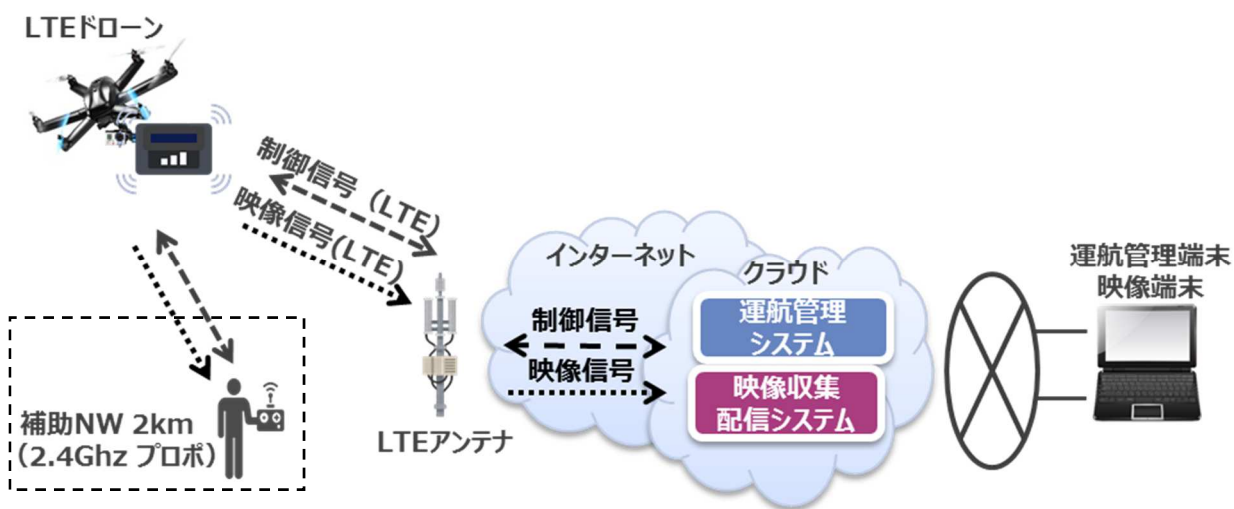 LTEドローン
制御信号（LTE）
映像信号(LTE)
補助NW 2km
（2.4Ghz プロポ）
LTEアンテナ
インターネット
制御信号
映像信号
クラウド
運航管理
システム
映像収集
配信システム
運航管理端末
映像端末